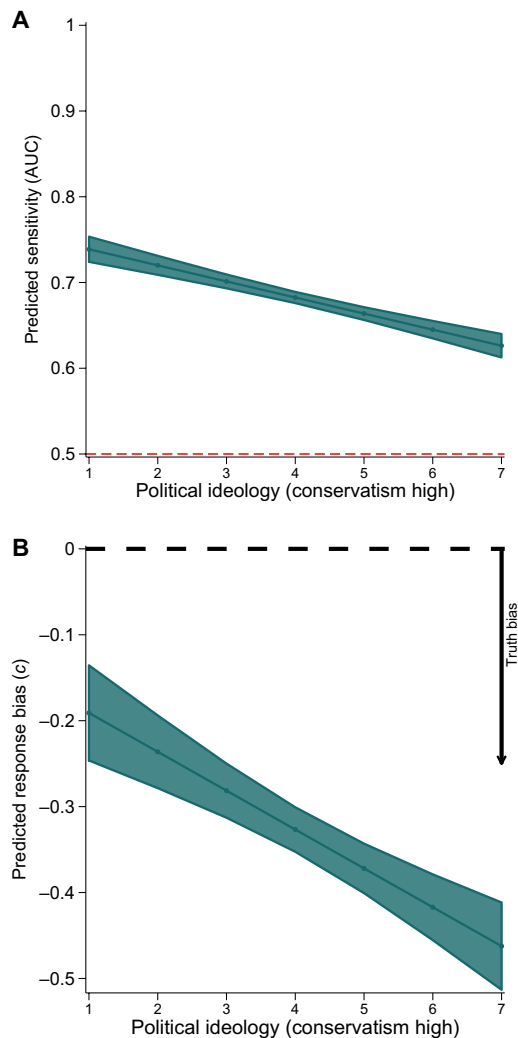 A
1
0.9
0.8
0.7
0.6
0.5
Predicted sensitivity (AUC)
1 2 3 4 5 6 7
Political ideology (conservatism high)
B
0
–0.1
–0.2
–0.3
–0.4
–0.5
Predicted response bias (c)
Truth bias
1 2 3 4 5 6 7
Political ideology (conservatism high)